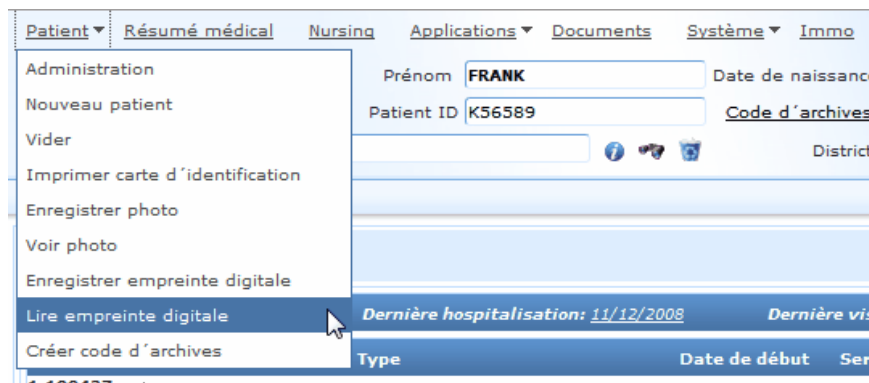 Patient Résumé médical Nursing Applications Documents Système Immo
Administration
Nouveau patient
Vider
Imprimer carte d´identification
Enregistrer photo
Voir photo
Enregistrer empreinte digitale
Lire empreinte digitale
Créer code d´archives
Prénom FRANK Date de naissance
Patient ID K56589 Code d´archives
District
Dernière hospitalisation: 11/12/2008 Dernière vis
Type Date de début Ser